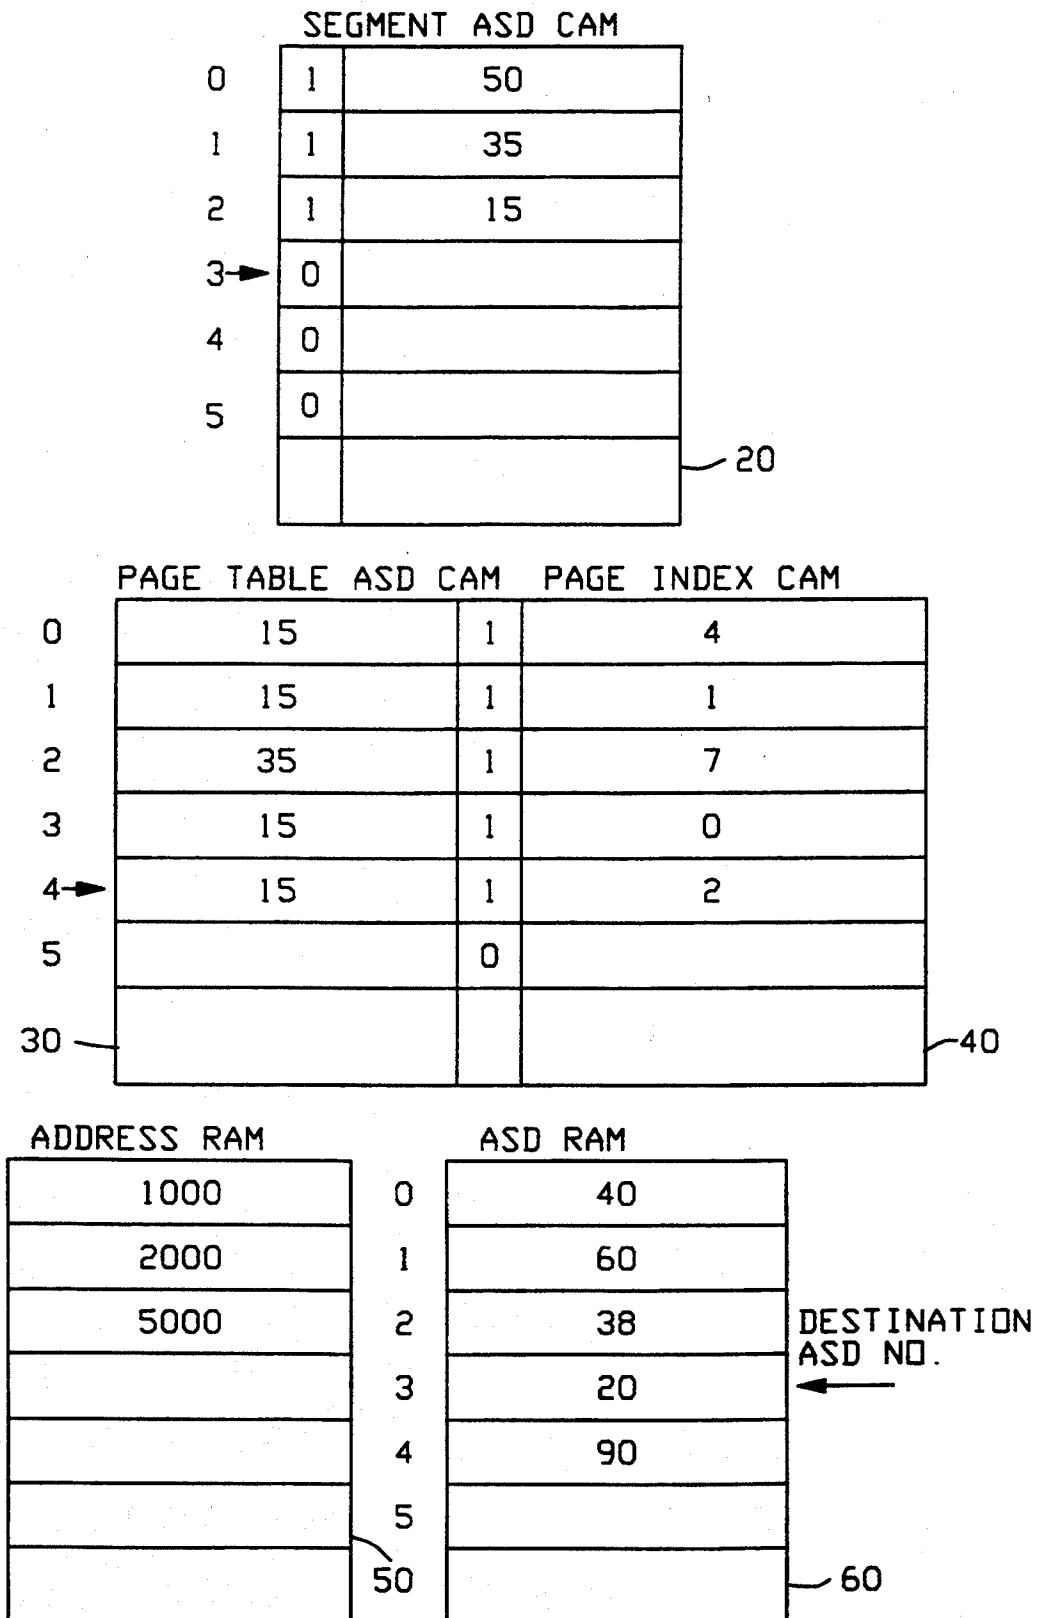 SEGMENT ASD CAM
0 1 50
1 1 35
2 1 15
3 0
4 0
5 0
20
PAGE TABLE ASD CAM PAGE INDEX CAM
0 15 1 4
1 15 1 1
2 35 1 7
3 15 1 0
4 15 1 2
5 0
30 40
ADDRESS RAM ASD RAM
1000 0 40
2000 1 60
5000 2 38 DESTINATION
ASD NO.
3 20
4 90
5
50 60